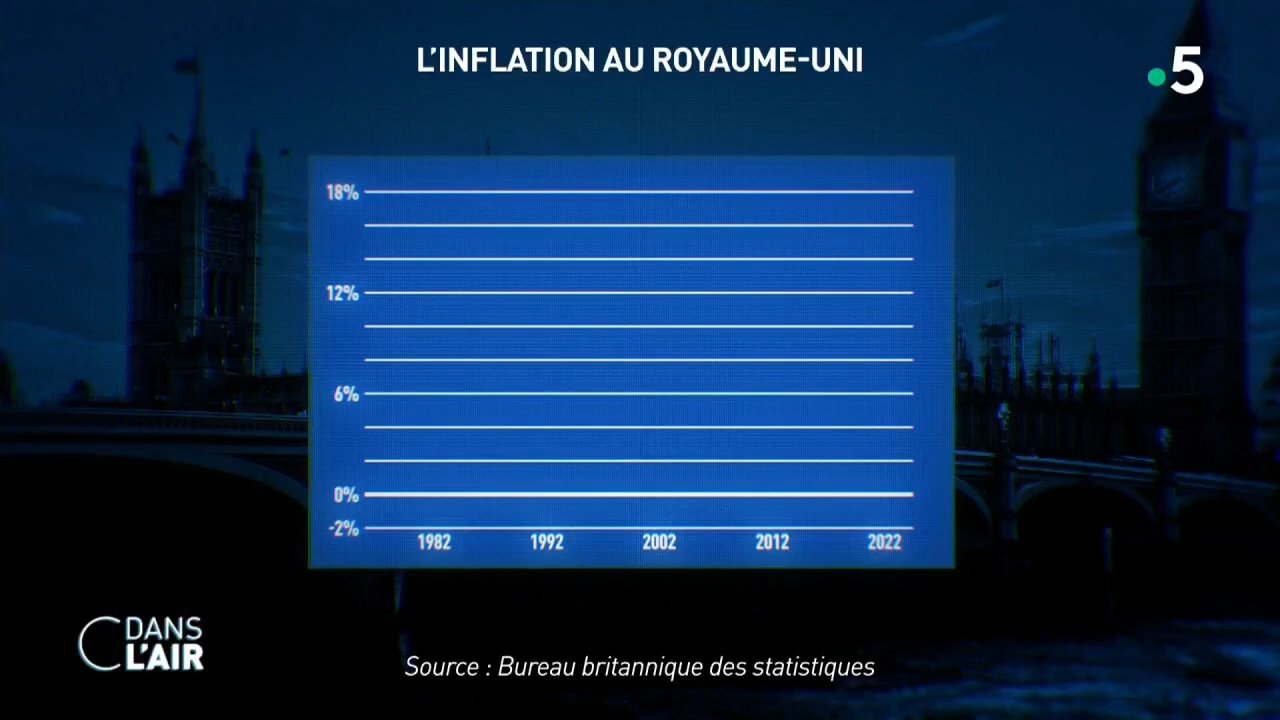 L'INFLATION AU ROYAUME-UNI
5
18%
12%
6%
0%
-2%
1982 1992 2002 2012 2022
C DANS
L'AIR
Source : Bureau britannique des statistiques